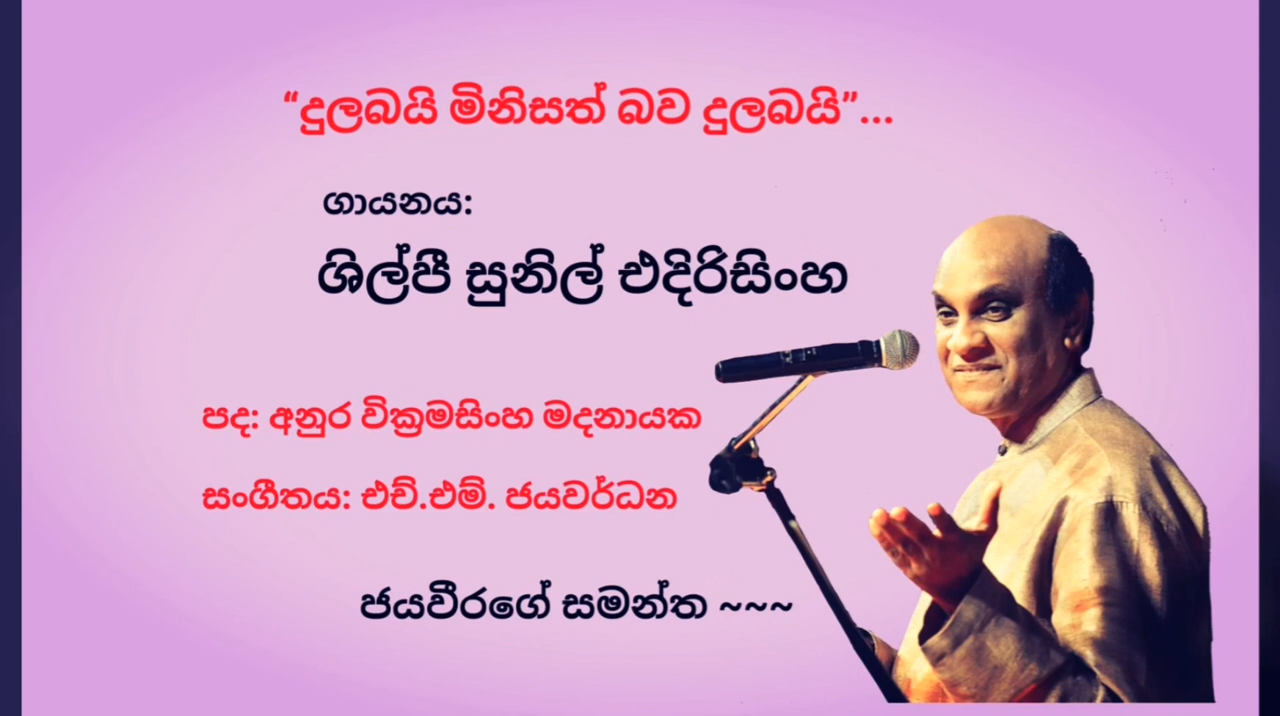 “දුලබයි මිනිසත් බව දුලබයි”...
ගායනය:
ශිල්පී සුනිල් එදිරිසිංහ
පද: අනුර වික්‍රමසිංහ මදනායක
සංගීතය: එච්.එම්. ජයවර්ධන
ජයවීරගේ සමන්ත ~~~